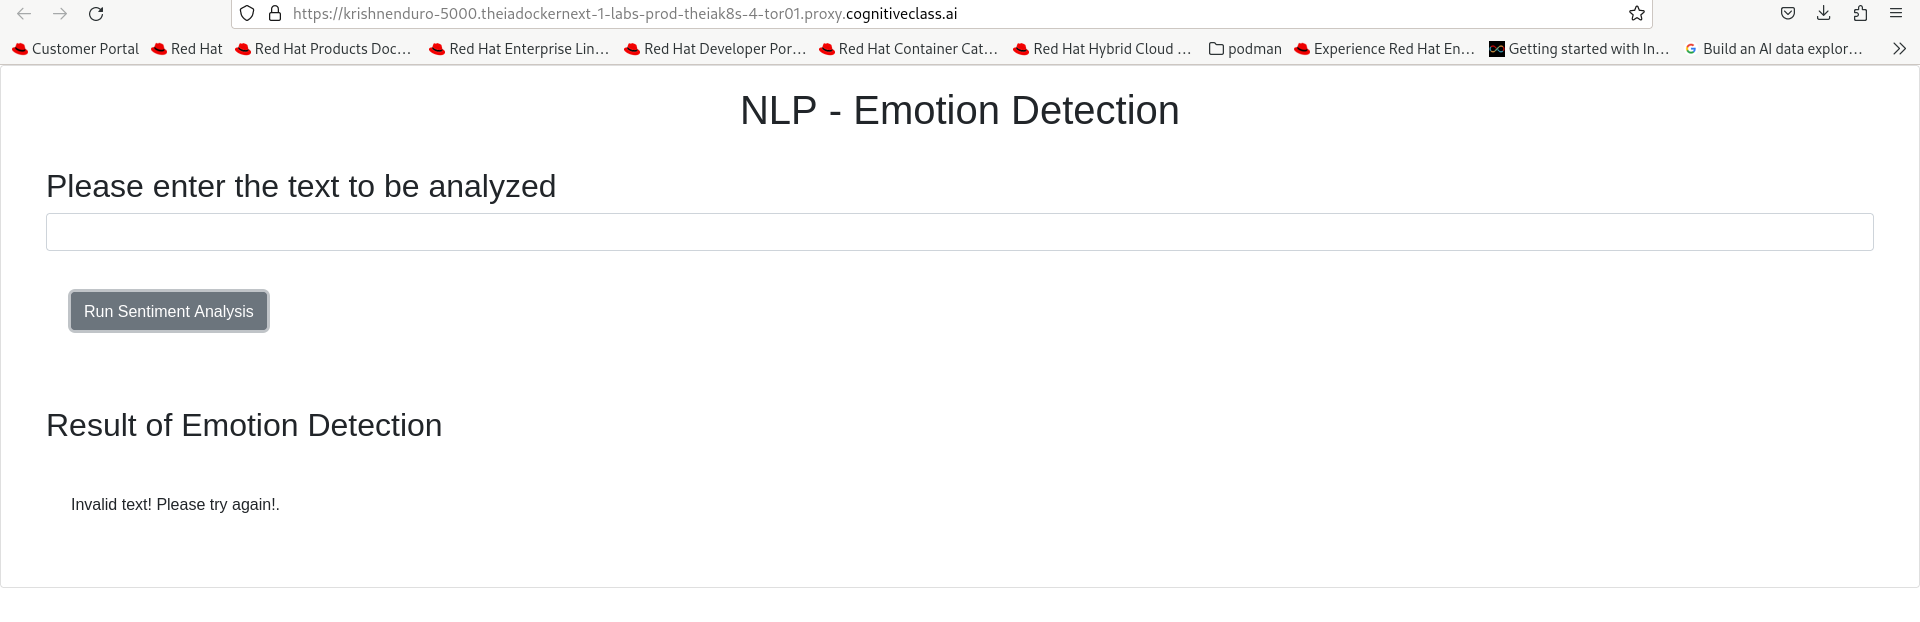 https://krishnenduro-5000.theiadockernext-1-labs-prod-theiak8s-4-tor01.proxy.cognitiveclass.ai
Customer Portal Red Hat Red Hat Products Doc… Red Hat Enterprise Lin… Red Hat Developer Por… Red Hat Container Cat… Red Hat Hybrid Cloud … podman Experience Red Hat En… Getting started with In… Build an AI data explor…
NLP - Emotion Detection
Please enter the text to be analyzed
Run Sentiment Analysis
Result of Emotion Detection
Invalid text! Please try again!.